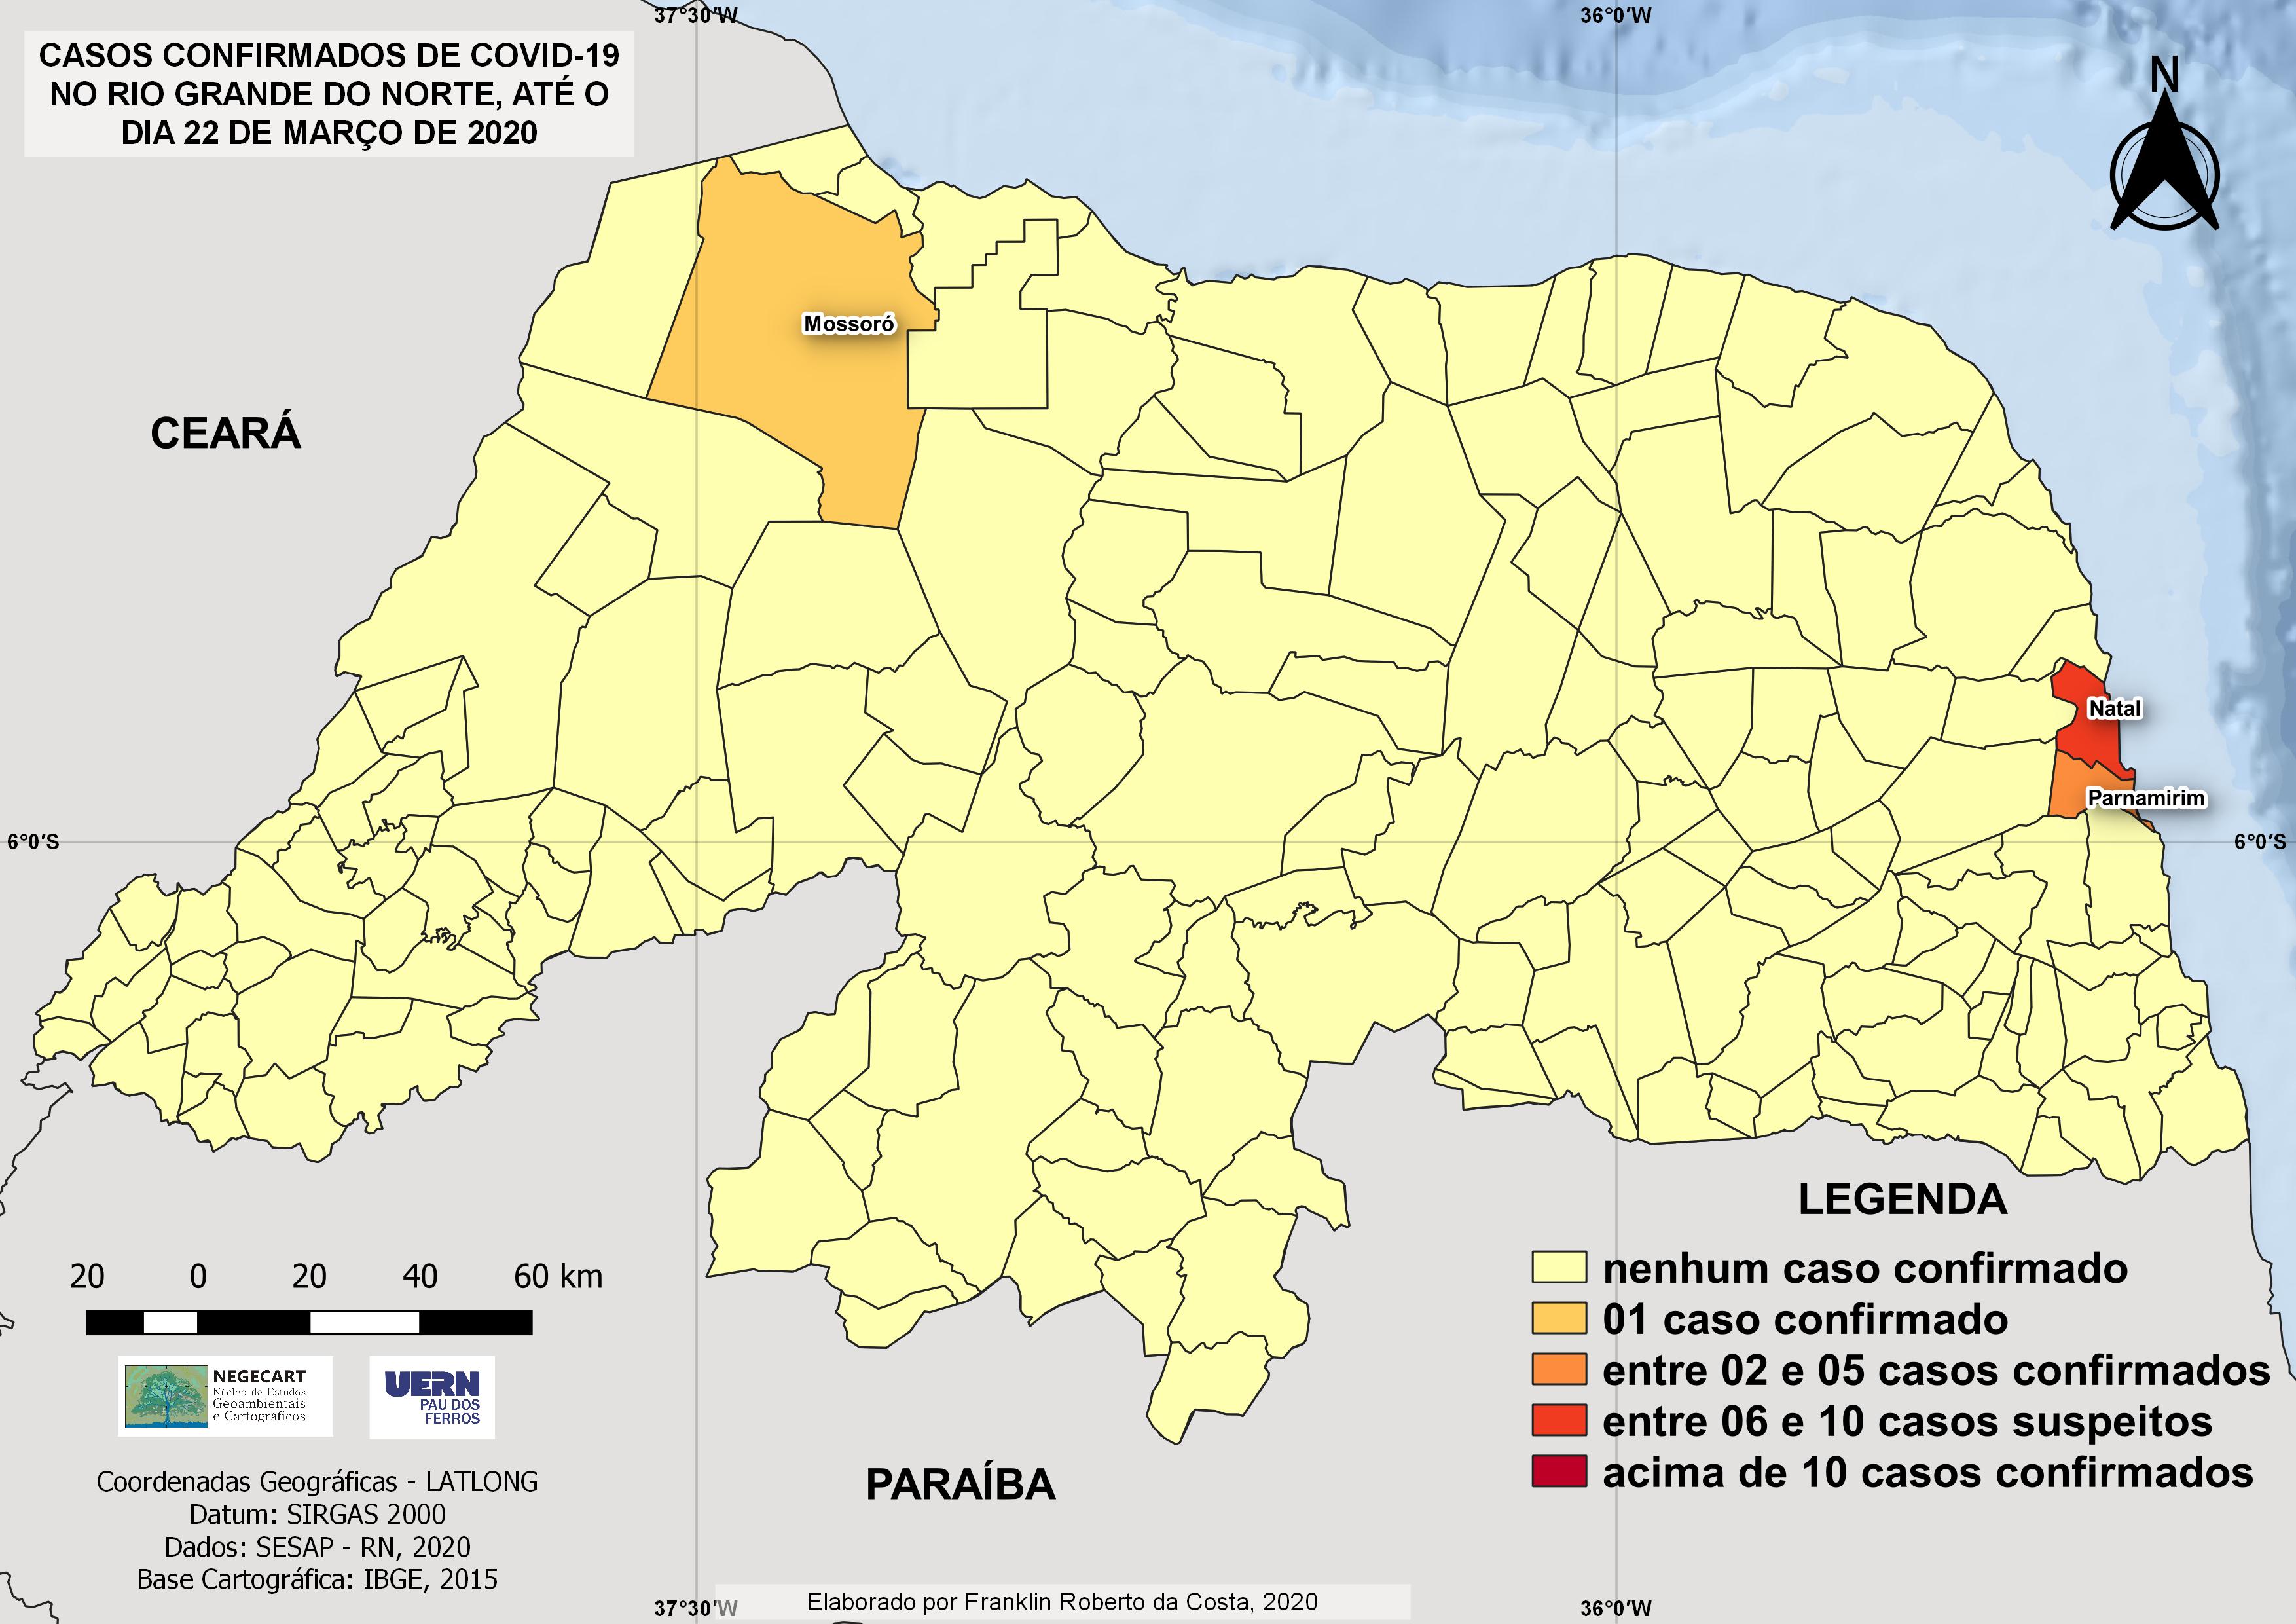 37°30′W
36°0′W
CASOS CONFIRMADOS DE COVID-19
NO RIO GRANDE DO NORTE, ATÉ O
DIA 22 DE MARÇO DE 2020
N
Mossoró
CEARÁ
Natal
Parnamirim
6°0′S
6°0′S
LEGENDA
nenhum caso confirmado
01 caso confirmado
entre 02 e 05 casos confirmados
entre 06 e 10 casos suspeitos
acima de 10 casos confirmados
20 0 20 40 60 km
NEGECART
Núcleo de Estudos
Geoambientais
e Cartográficos
UERN
PAU DOS
FERROS
PARAÍBA
Coordenadas Geográficas - LATLONG
Datum: SIRGAS 2000
Dados: SESAP - RN, 2020
Base Cartográfica: IBGE, 2015
Elaborado por Franklin Roberto da Costa, 2020
37°30′W
36°0′W